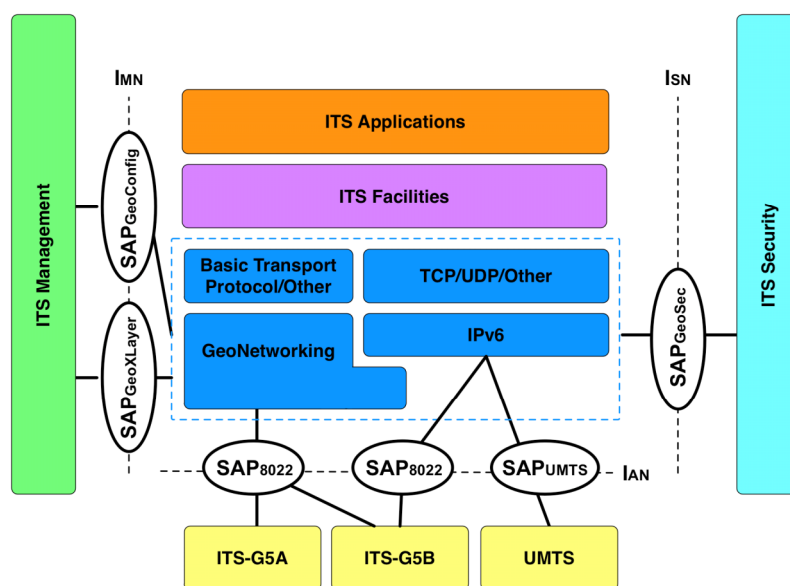 IMN
ISN
ITS Applications
ITS Facilities
ITS Management
SAPGeoConfig
SAPGeoXLayer
Basic Transport
Protocol/Other
TCP/UDP/Other
GeoNetworking
IPv6
SAPGeoSec
ITS Security
SAP8022
SAP8022
SAPUMTS
IAN
ITS-G5A
ITS-G5B
UMTS